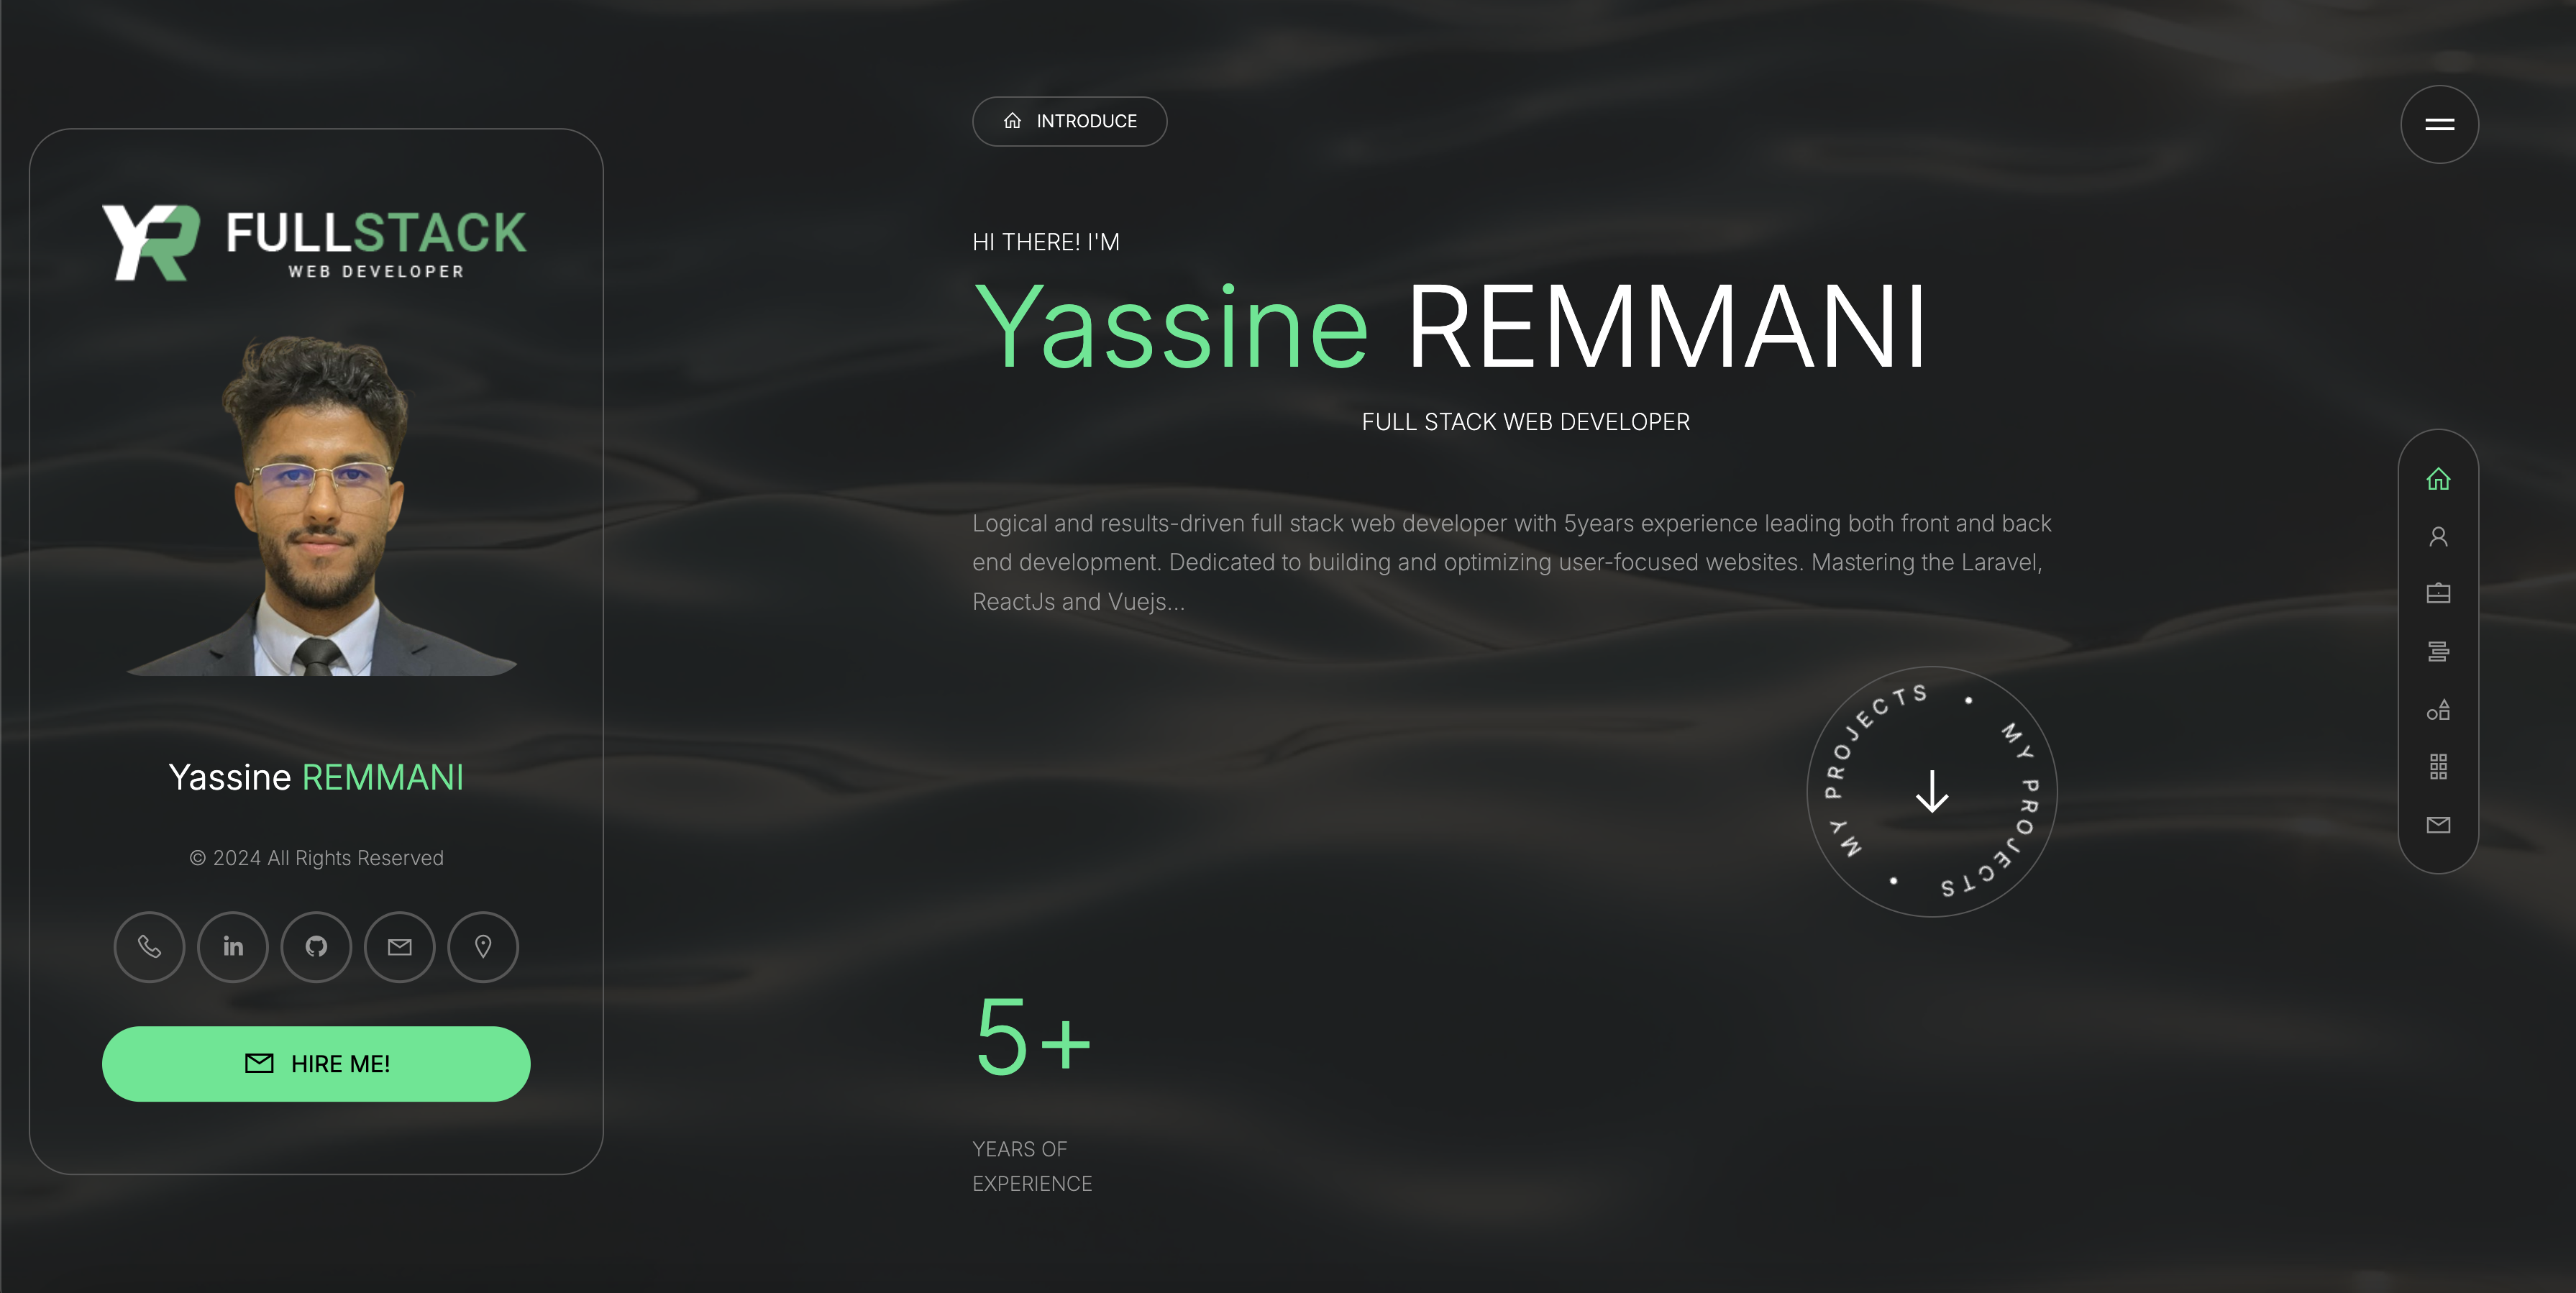 YR FULLSTACK
WEB DEVELOPER
Yassine REMMANI
© 2024 All Rights Reserved
in
HIRE ME!
INTRODUCE
HI THERE! I'M
Yassine REMMANI
FULL STACK WEB DEVELOPER
Logical and results-driven full stack web developer with 5years experience leading both front and back
end development. Dedicated to building and optimizing user-focused websites. Mastering the Laravel,
ReactJs and Vuejs...
MY PROJECTS • MY PROJECTS •
5+
YEARS OF
EXPERIENCE